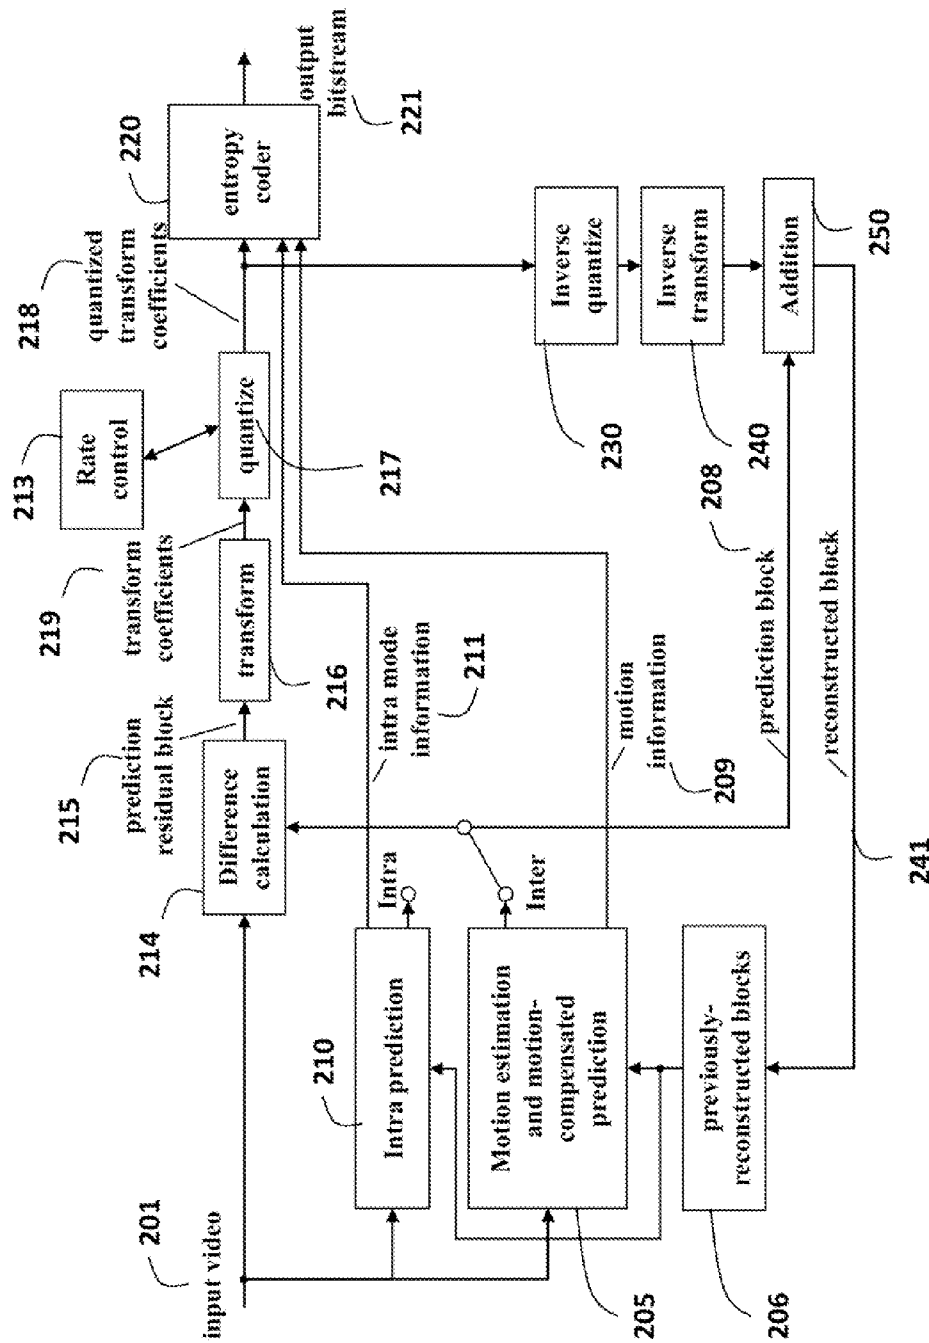 201
input video
214
Difference
calculation
215
prediction
residual block
transform
216
219
transform
coefficients
213
Rate
control
quantize
217
218
quantized
transform
coefficients
220
entropy
coder
output
bitstream
221
210
Intra prediction
Intra
intra mode
information
211
Motion estimation
and motion-
compensated
prediction
205
Inter
motion
information
209
208
prediction block
Inverse
quantize
230
Inverse
transform
240
Addition
250
previously-
reconstructed blocks
206
reconstructed block
241